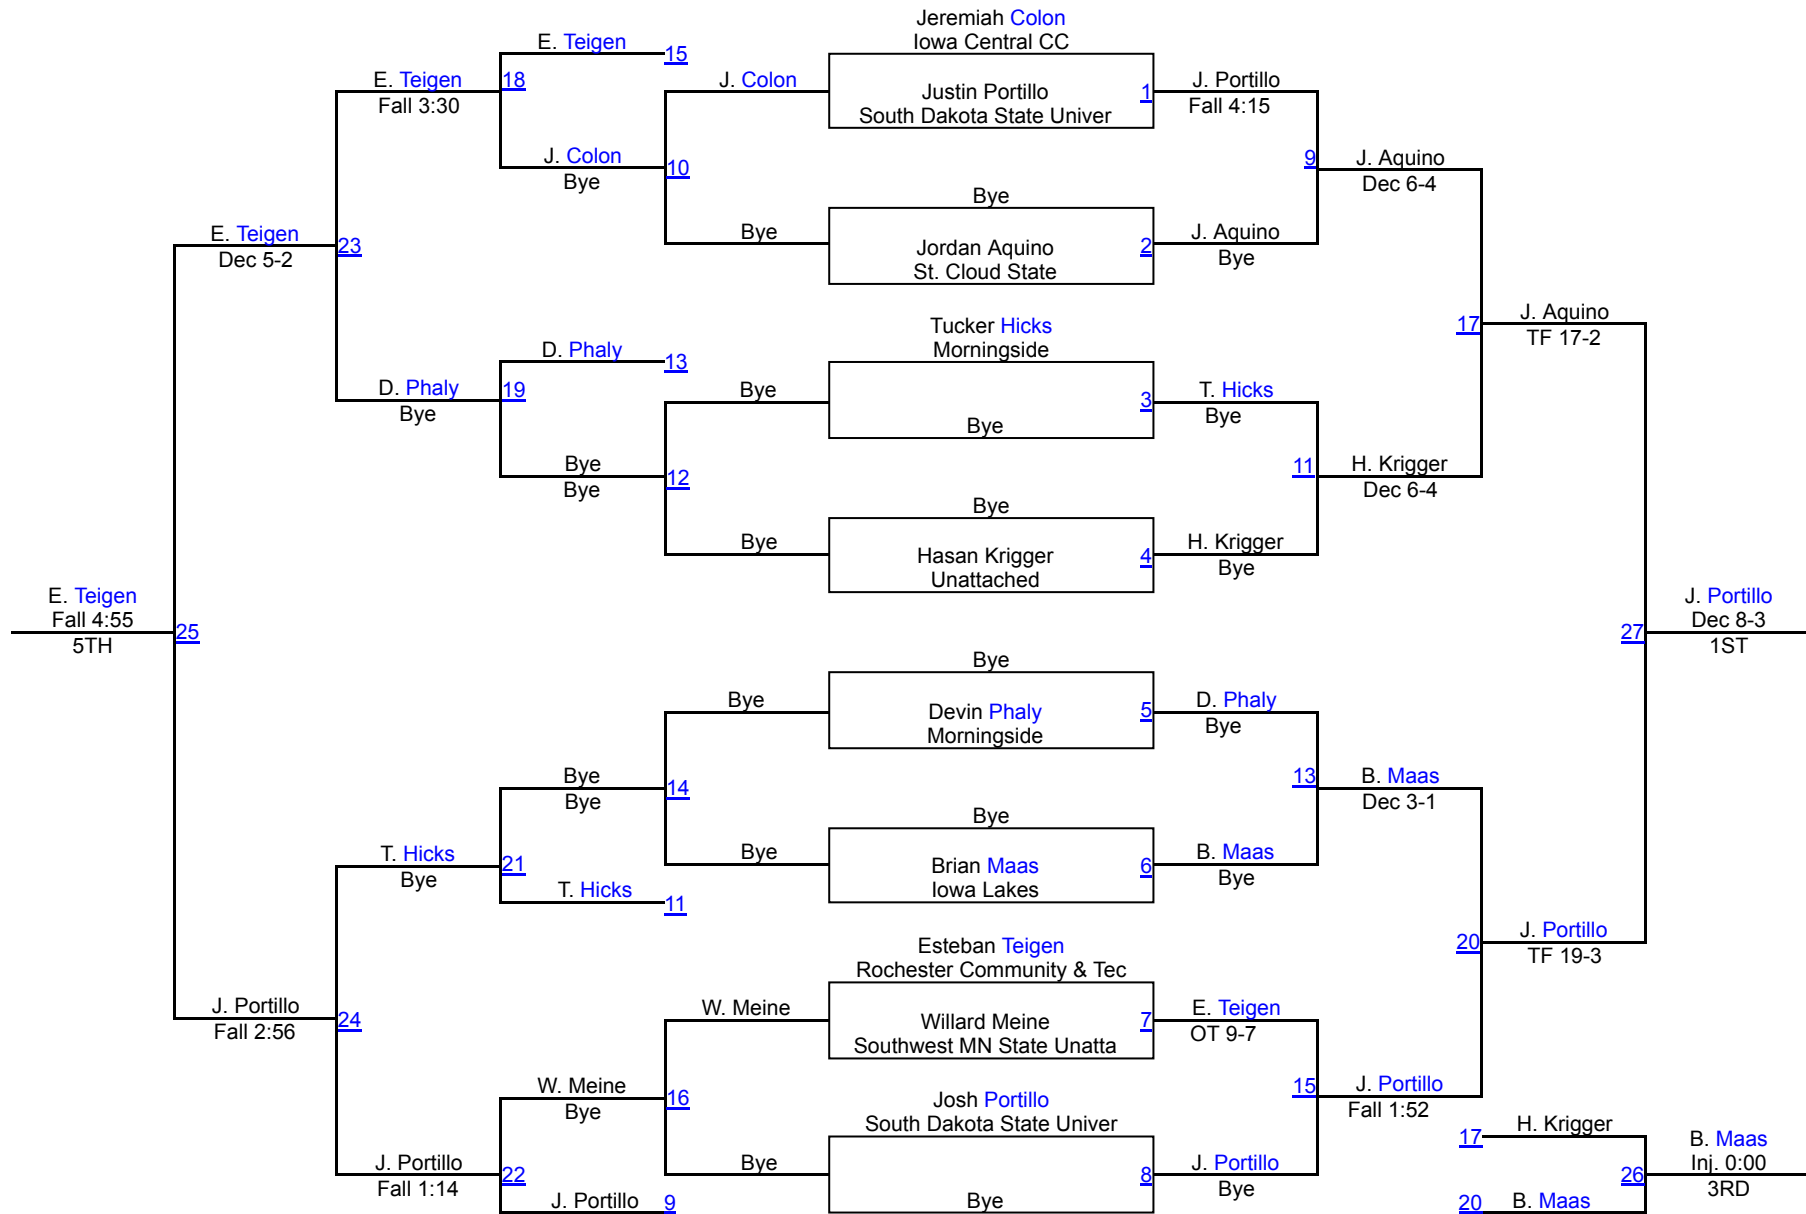 Jeremiah Colon
Iowa Central CC
E. Teigen
15
E. Teigen
18
Fall 3:30
J. Colon
Justin Portillo
South Dakota State Univer
1
J. Portillo
Fall 4:15
J. Colon
Bye
10
9
J. Aquino
Dec 6-4
Bye
E. Teigen
Dec 5-2
23
Bye
Jordan Aquino
St. Cloud State
2
J. Aquino
Bye
Tucker Hicks
Morningside
17
J. Aquino
TF 17-2
D. Phaly
13
D. Phaly
Bye
19
Bye
Bye
3
T. Hicks
Bye
Bye
Bye
12
11
H. Krigger
Dec 6-4
Bye
Bye
Hasan Krigger
Unattached
4
H. Krigger
Bye
E. Teigen
Fall 4:55
5TH
25
27
J. Portillo
Dec 8-3
1ST
Bye
Bye
Devin Phaly
Morningside
5
D. Phaly
Bye
Bye
Bye
14
13
B. Maas
Dec 3-1
Bye
T. Hicks
Bye
21
Bye
Brian Maas
Iowa Lakes
6
B. Maas
Bye
T. Hicks
11
20
J. Portillo
TF 19-3
Esteban Teigen
Rochester Community & Tec
J. Portillo
Fall 2:56
24
W. Meine
Willard Meine
Southwest MN State Unatta
7
E. Teigen
OT 9-7
W. Meine
Bye
16
Josh Portillo
South Dakota State Univer
15
J. Portillo
Fall 1:52
J. Portillo
Fall 1:14
22
Bye
Bye
8
J. Portillo
Bye
J. Portillo
9
17
H. Krigger
26
B. Maas
Inj. 0:00
3RD
20
B. Maas